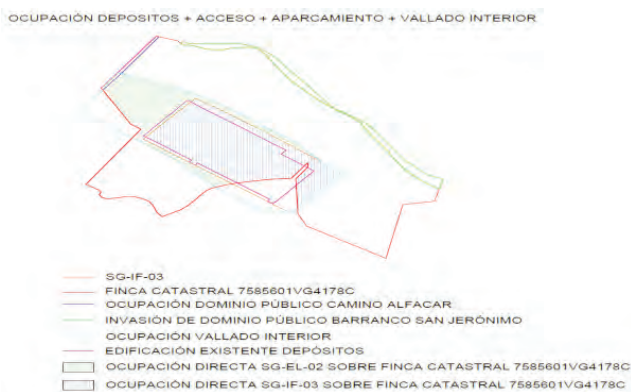 OCUPACIÓN DEPOSITOS + ACCESO + APARCAMIENTO + VALLADO INTERIOR
SG-IF-03
FINCA CATASTRAL 7585601VG4178C
OCUPACIÓN DOMINIO PÚBLICO CAMINO ALFACAR
INVASIÓN DE DOMINIO PÚBLICO BARRANCO SAN JERÓNIMO
OCUPACIÓN VALLADO INTERIOR
EDIFICACIÓN EXISTENTE DEPÓSITOS
OCUPACIÓN DIRECTA SG-EL-02 SOBRE FINCA CATASTRAL 7585601VG4178C
OCUPACIÓN DIRECTA SG-IF-03 SOBRE FINCA CATASTRAL 7585601VG4178C